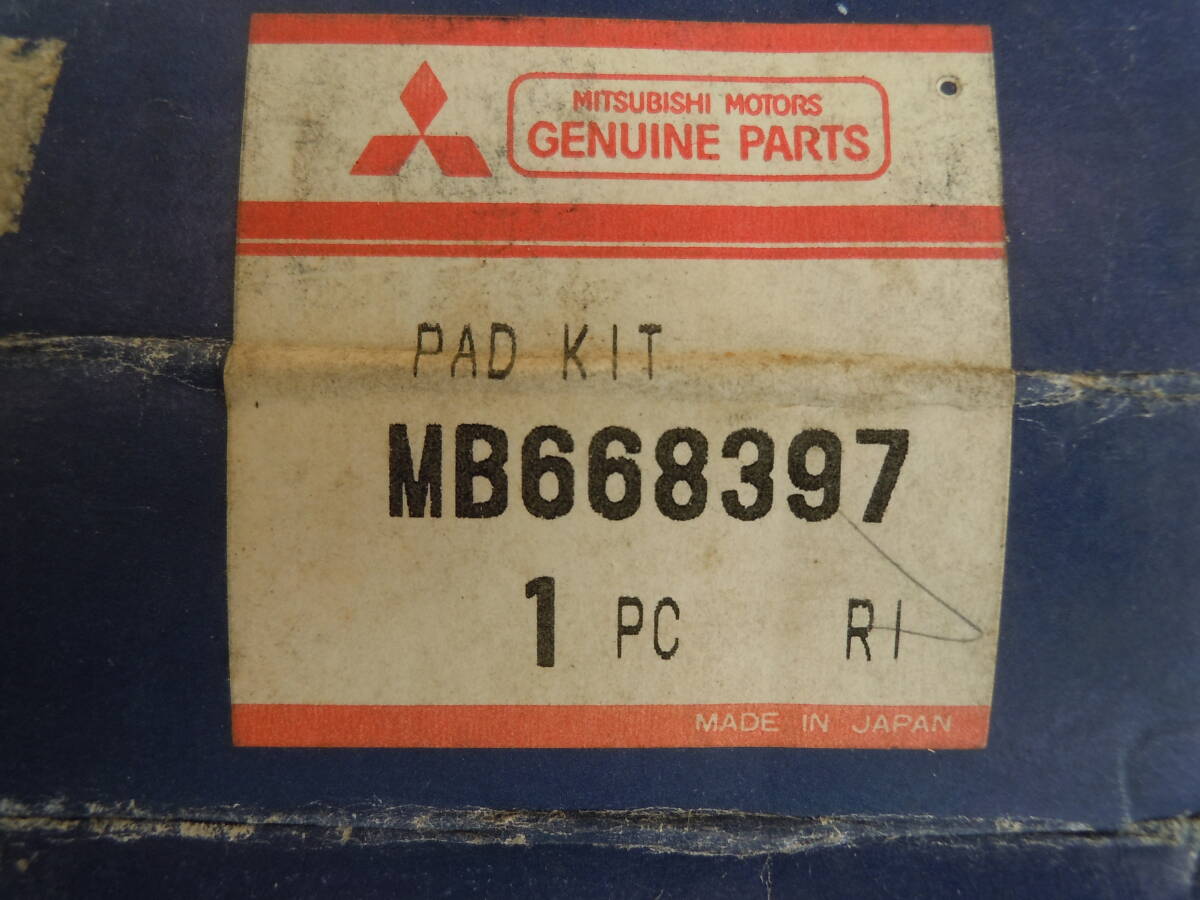 MITSUBISHI MOTORS
GENUINE PARTS
PAD KIT
MB668397
1 PC RI
MADE IN JAPAN